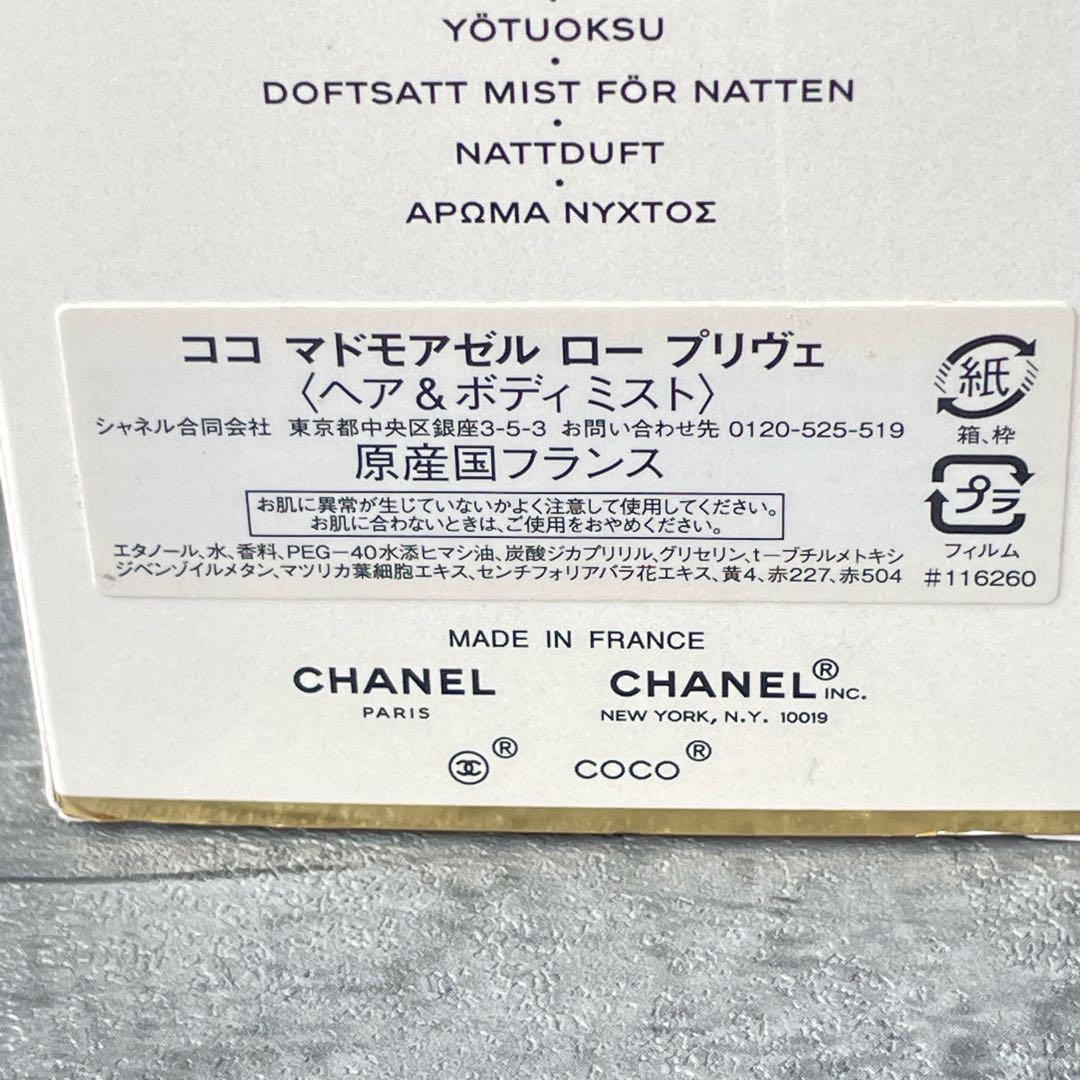 YÖTUOKSU
•
DOFTSATT MIST FÖR NATTEN
•
NATTDUFT
•
ΑΡΩΜΑ ΝΥΧΤΟΣ
ココ マドモアゼル ロー プリヴェ
〈ヘア&ボディミスト〉
シャネル合同会社 東京都中央区銀座3-5-3 お問い合わせ先 0120-525-519
原産国フランス
お肌に異常が生じていないかよく注意して使用してください。
お肌に合わないときは、ご使用をおやめください。
エタノール、水、香料、PEG-40水添ヒマシ油、炭酸ジカプリリル、グリセリン、t-ブチルメトキシ
ジベンゾイルメタン、マツリカ葉細胞エキス、センチフォリアバラ花エキス、黄4、赤227、赤504
紙
箱、枠
プラ
フィルム
#116260
MADE IN FRANCE
CHANEL
PARIS
CHANEL® INC.
NEW YORK, N.Y. 10019
®
COCO®